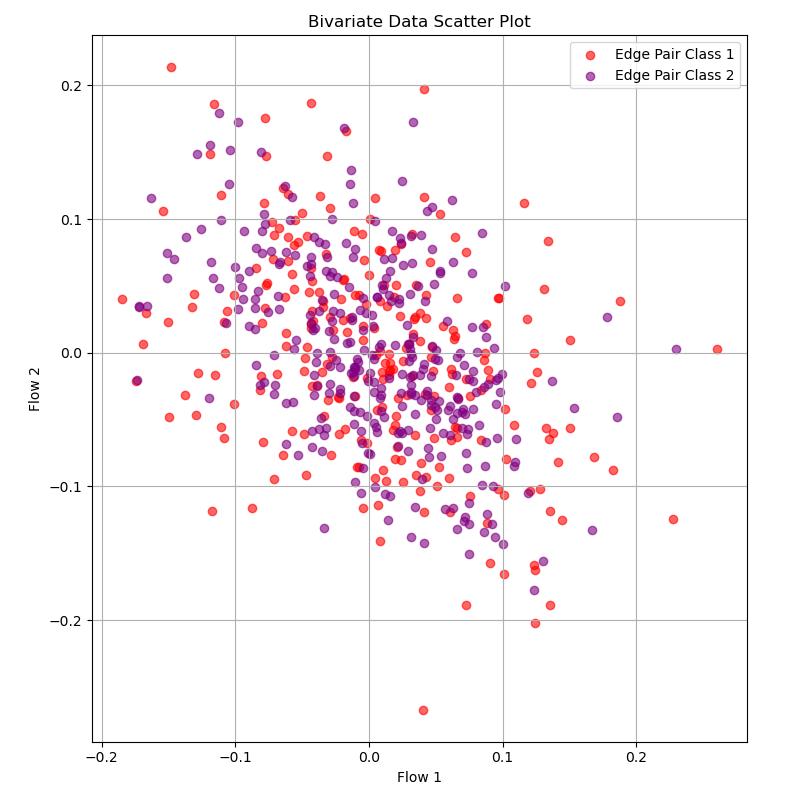 Bivariate Data Scatter Plot
Edge Pair Class 1
Edge Pair Class 2
0.2
0.1
0.0
−0.1
−0.2
Flow 2
−0.2
−0.1
0.0
0.1
0.2
Flow 1